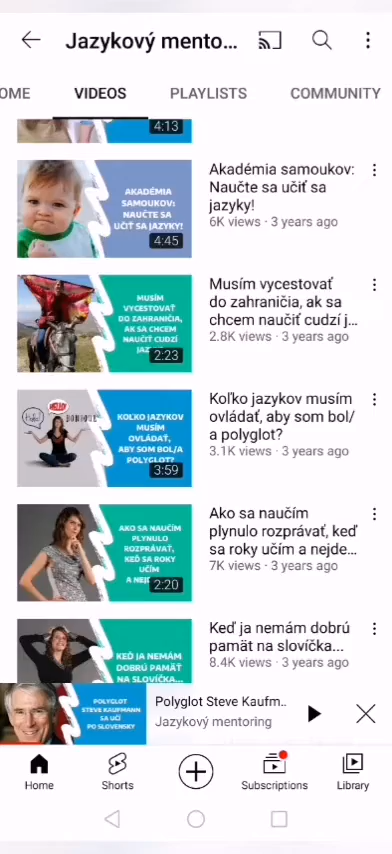 Jazykový mento...
OME VIDEOS PLAYLISTS COMMUNITY
4:13
AKADÉMIA
SAMOUKOV:
NAUČTE SA
UČIŤ SA JAZYKY!
4:45
Akadémia samoukov:
Naučte sa učiť sa
jazyky!
6K views · 3 years ago
MUSÍM
VYCESTOVAŤ
DO ZAHRANIČIA,
AK SA CHCEM
NAUČIŤ CUDZÍ
2:23
Musím vycestovať
do zahraničia, ak sa
chcem naučiť cudzí j...
2.8K views · 3 years ago
BONJOUR
KOĽKO JAZYKOV
MUSÍM
OVLÁDAŤ,
ABY SOM BOL/A
POLYGLOT?
3:59
Koľko jazykov musím
ovládať, aby som bol/
a polyglot?
3.1K views · 3 years ago
AKO SA NAUČÍM
PLYNULO
ROZPRÁVAŤ,
KEĎ SA ROKY
UČÍM
2:20
Ako sa naučím
plynulo rozprávať, keď
sa roky učím a nejde...
7K views · 3 years ago
KEĎ JA NEMÁM
DOBRÚ PAMÄT
NA SLOVÍČKA...
Keď ja nemám dobrú
pamät na slovíčka...
8.4K views · 3 years ago
POLYGLOT
STEVE KAUFMANN
SA UČÍ
PO SLOVENSKY
Polyglot Steve Kaufm..
Jazykový mentoring
Home Shorts Subscriptions Library